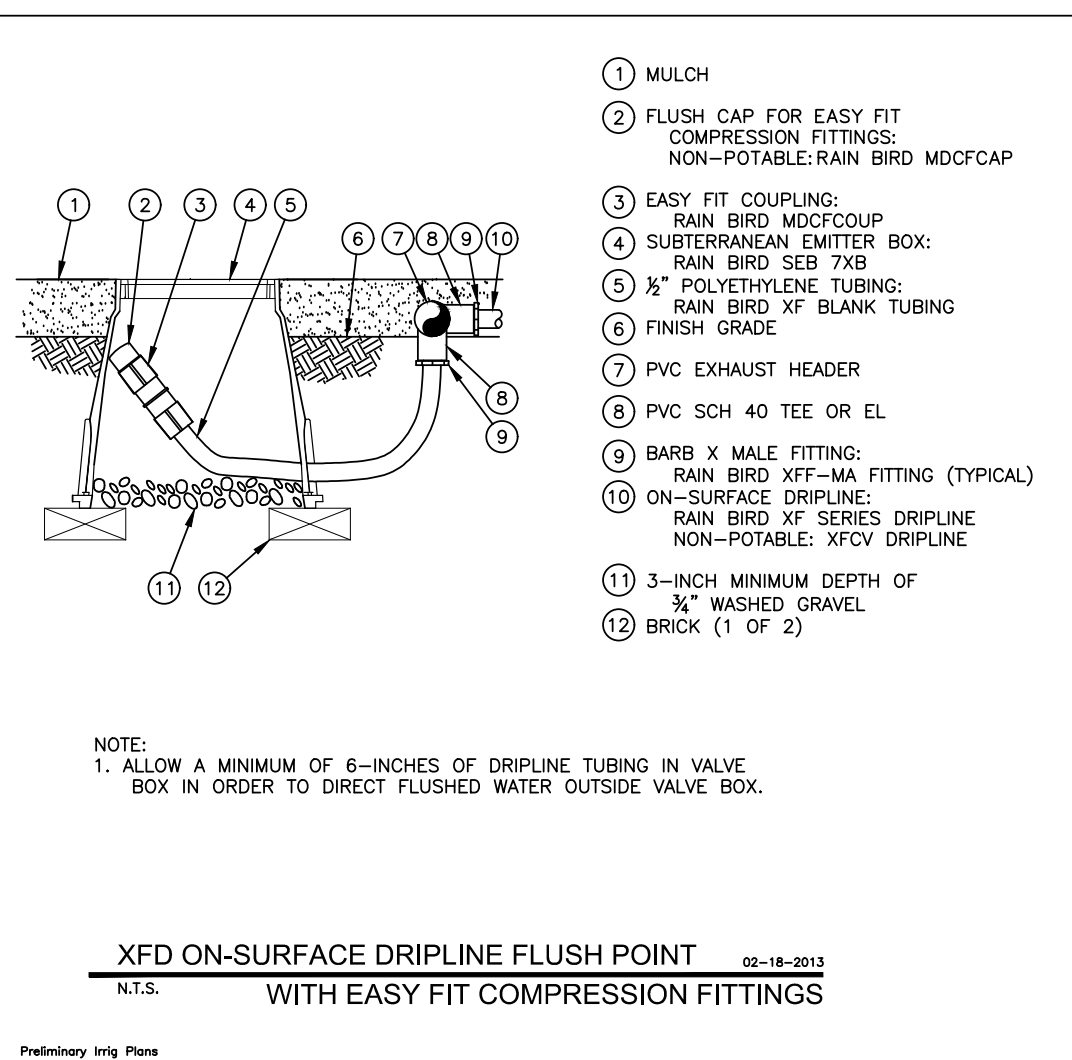 1 MULCH
2 FLUSH CAP FOR EASY FIT
COMPRESSION FITTINGS:
NON-POTABLE: RAIN BIRD MDCFCAP
3 EASY FIT COUPLING:
RAIN BIRD MDCFCOUP
4 SUBTERRANEAN EMITTER BOX:
RAIN BIRD SEB 7XB
5 ½" POLYETHYLENE TUBING:
RAIN BIRD XF BLANK TUBING
6 FINISH GRADE
7 PVC EXHAUST HEADER
8 PVC SCH 40 TEE OR EL
9 BARB X MALE FITTING:
RAIN BIRD XFF-MA FITTING (TYPICAL)
10 ON-SURFACE DRIPLINE:
RAIN BIRD XF SERIES DRIPLINE
NON-POTABLE: XFCV DRIPLINE
11 3-INCH MINIMUM DEPTH OF
¾" WASHED GRAVEL
12 BRICK (1 OF 2)
1 2 3 4 5
6 7 8 9 10
8
9
11 12
NOTE:
1. ALLOW A MINIMUM OF 6-INCHES OF DRIPLINE TUBING IN VALVE
BOX IN ORDER TO DIRECT FLUSHED WATER OUTSIDE VALVE BOX.
XFD ON-SURFACE DRIPLINE FLUSH POINT 02-18-2013
N.T.S. WITH EASY FIT COMPRESSION FITTINGS
Preliminary Irrig Plans